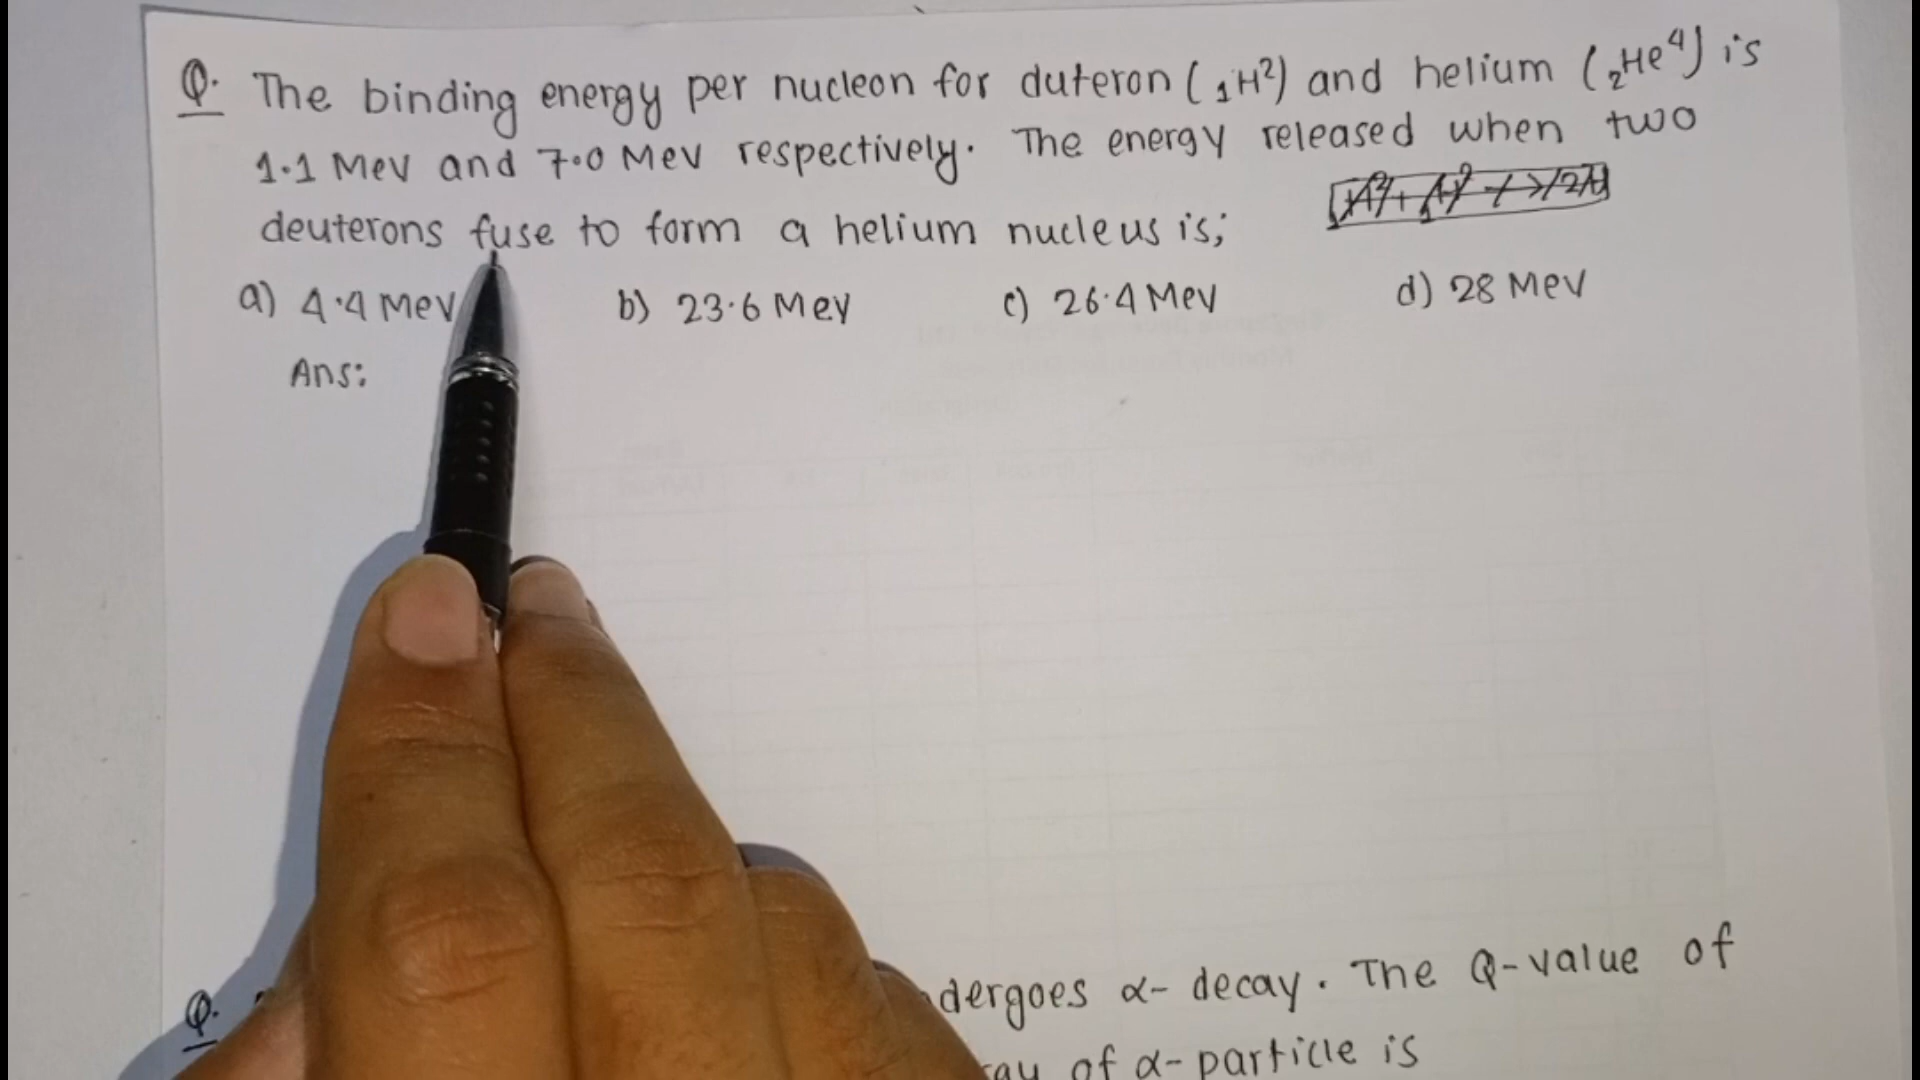 Q. The binding energy per nucleon for duteron (₁H²) and helium (₂He⁴) is
1.1 Mev and 7.0 Mev respectively. The energy released when two
deuterons fuse to form a helium nucleus is;
a) 4.4 Mev b) 23.6 Mev c) 26.4 Mev d) 28 Mev
Ans:
Q. dergoes α- decay. The Q-value of
of α-particle is